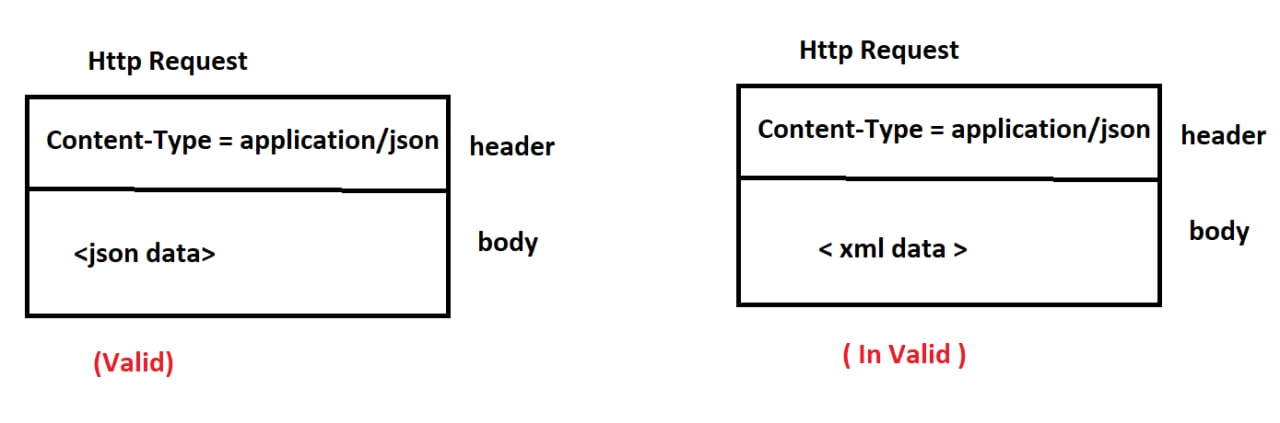 Http Request
Content-Type = application/json
header
<json data>
body
(Valid)
Http Request
Content-Type = application/json
header
< xml data >
body
( In Valid )